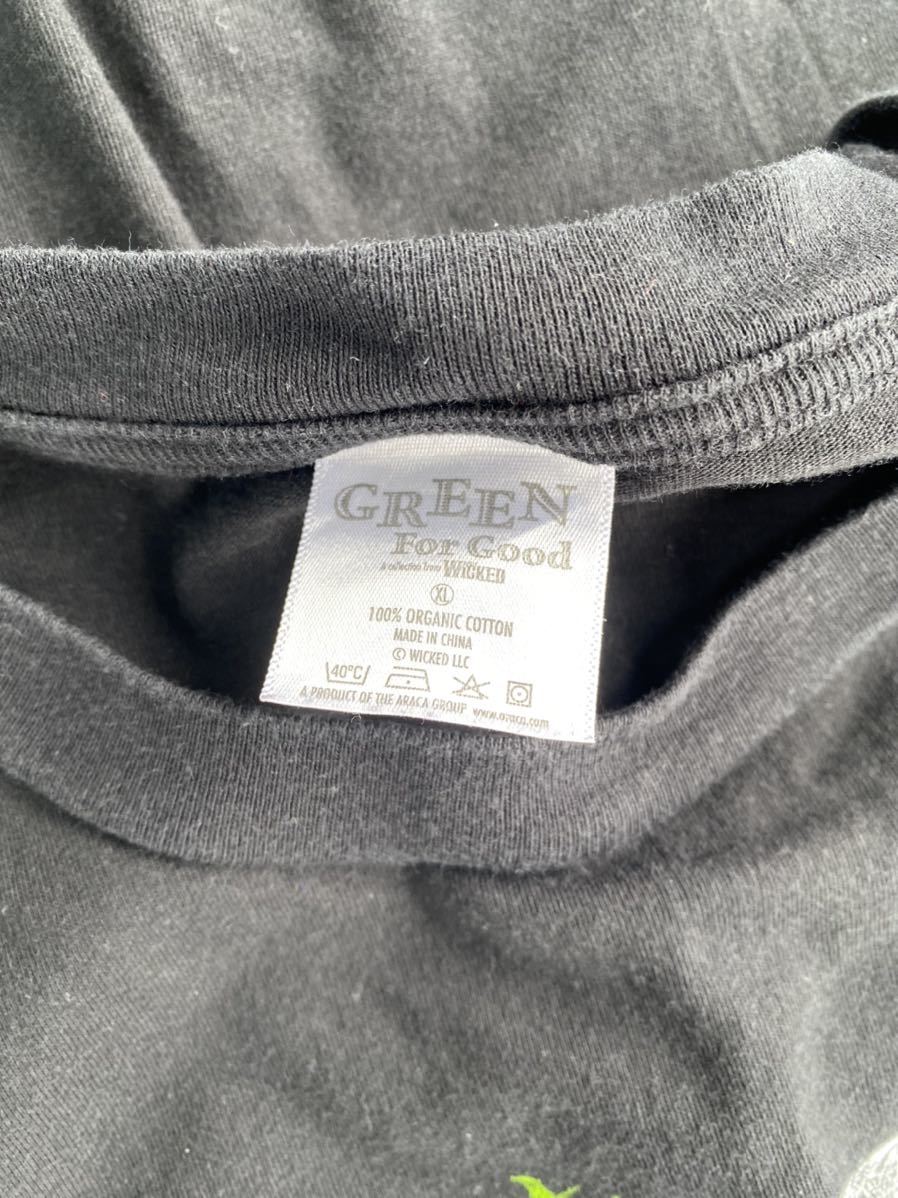 GREEN
For Good
A collection from WICKED
XL
100% ORGANIC COTTON
MADE IN CHINA
© WICKED LLC
40°C
A PRODUCT OF THE ARACA GROUP www.araca.com